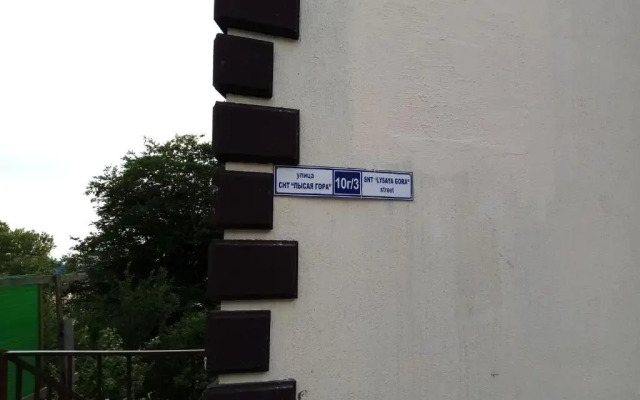 улица
СНТ "ЛЫСАЯ ГОРА"
10г/3
SNT "LYSAYA GORA"
street